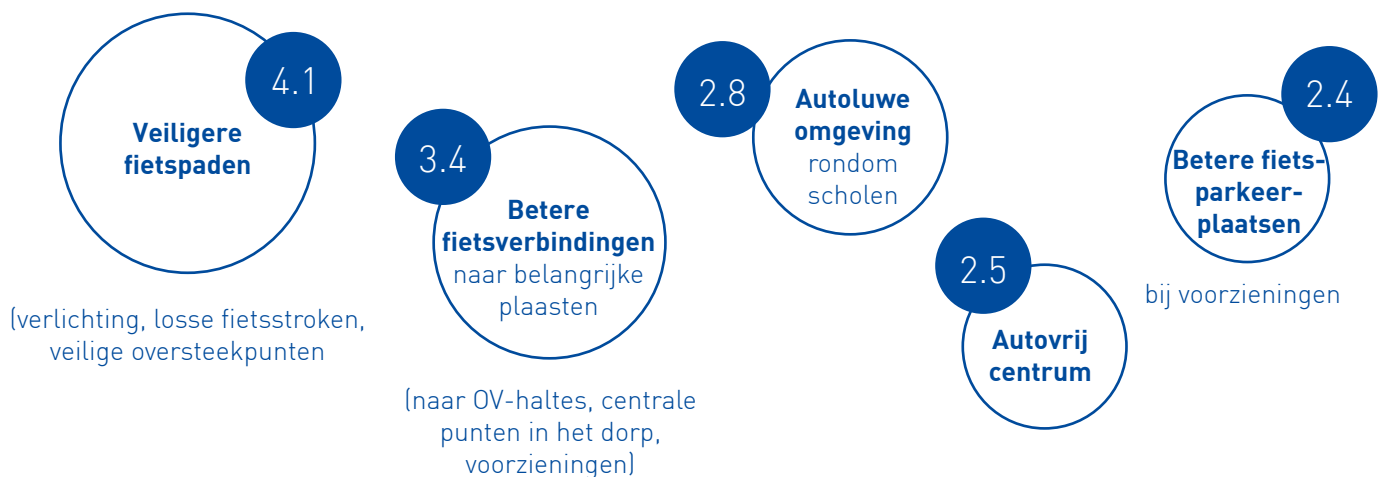 4.1
Veiligere
fietspaden
(verlichting, losse fietsstroken,
veilige oversteekpunten
3.4
Betere
fietsverbindingen
naar belangrijke
plaasten
(naar OV-haltes, centrale
punten in het dorp,
voorzieningen)
2.8
Autoluwe
omgeving
rondom
scholen
2.5
Autovrij
centrum
2.4
Betere fiets-
parkeer-
plaatsen
bij voorzieningen